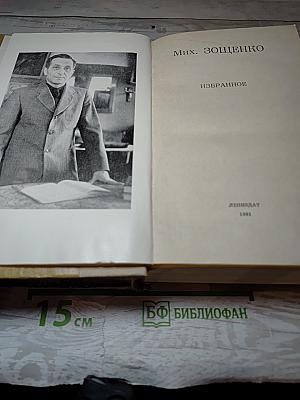 Мих. ЗОЩЕНКО
ИЗБРАННОЕ
ЛЕНИЗДАТ
1981
15 см
БФ БИБЛИОФАН